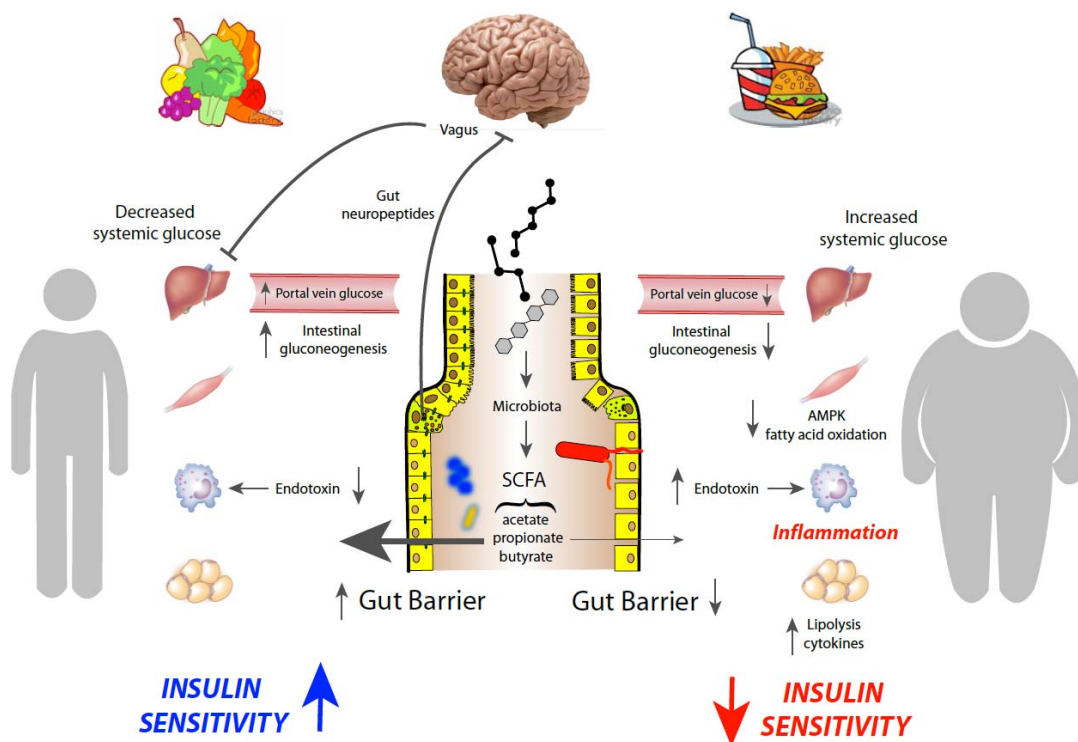 Vagus
Gut
neuropeptides
Decreased
systemic glucose
Increased
systemic glucose
Portal vein glucose
Portal vein glucose
Intestinal
gluconeogenesis
Intestinal
gluconeogenesis
Microbiota
AMPK
fatty acid oxidation
SCFA
Endotoxin
Endotoxin
acetate
propionate
butyrate
Inflammation
Gut Barrier
Gut Barrier
Lipolysis
cytokines
INSULIN
SENSITIVITY
INSULIN
SENSITIVITY